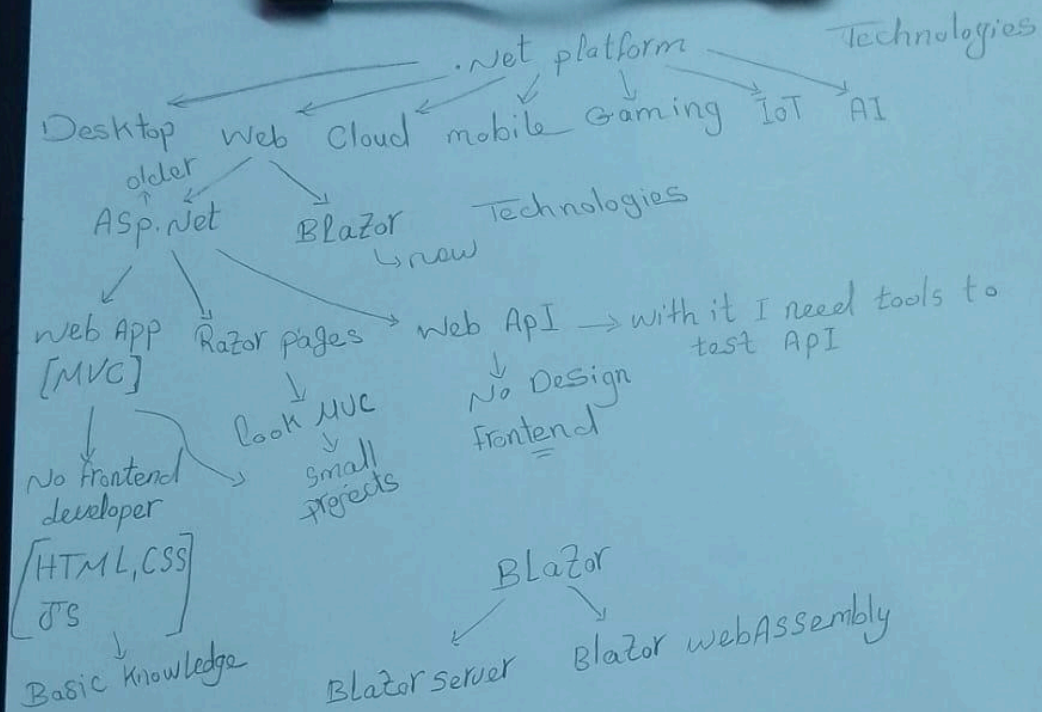 .Net platform Technologies
Desktop Web Cloud mobile Gaming IoT AI
older
ASP.Net Blazor Technologies
new
Web App Razor pages Web ApI with it I need tools to
[MVC] test ApI
look MVC No Design
Frontend
No Frontend small
developer projects
[HTML, CSS
JS]
Basic Knowledge
Blazor
Blazor server Blazor webAssembly